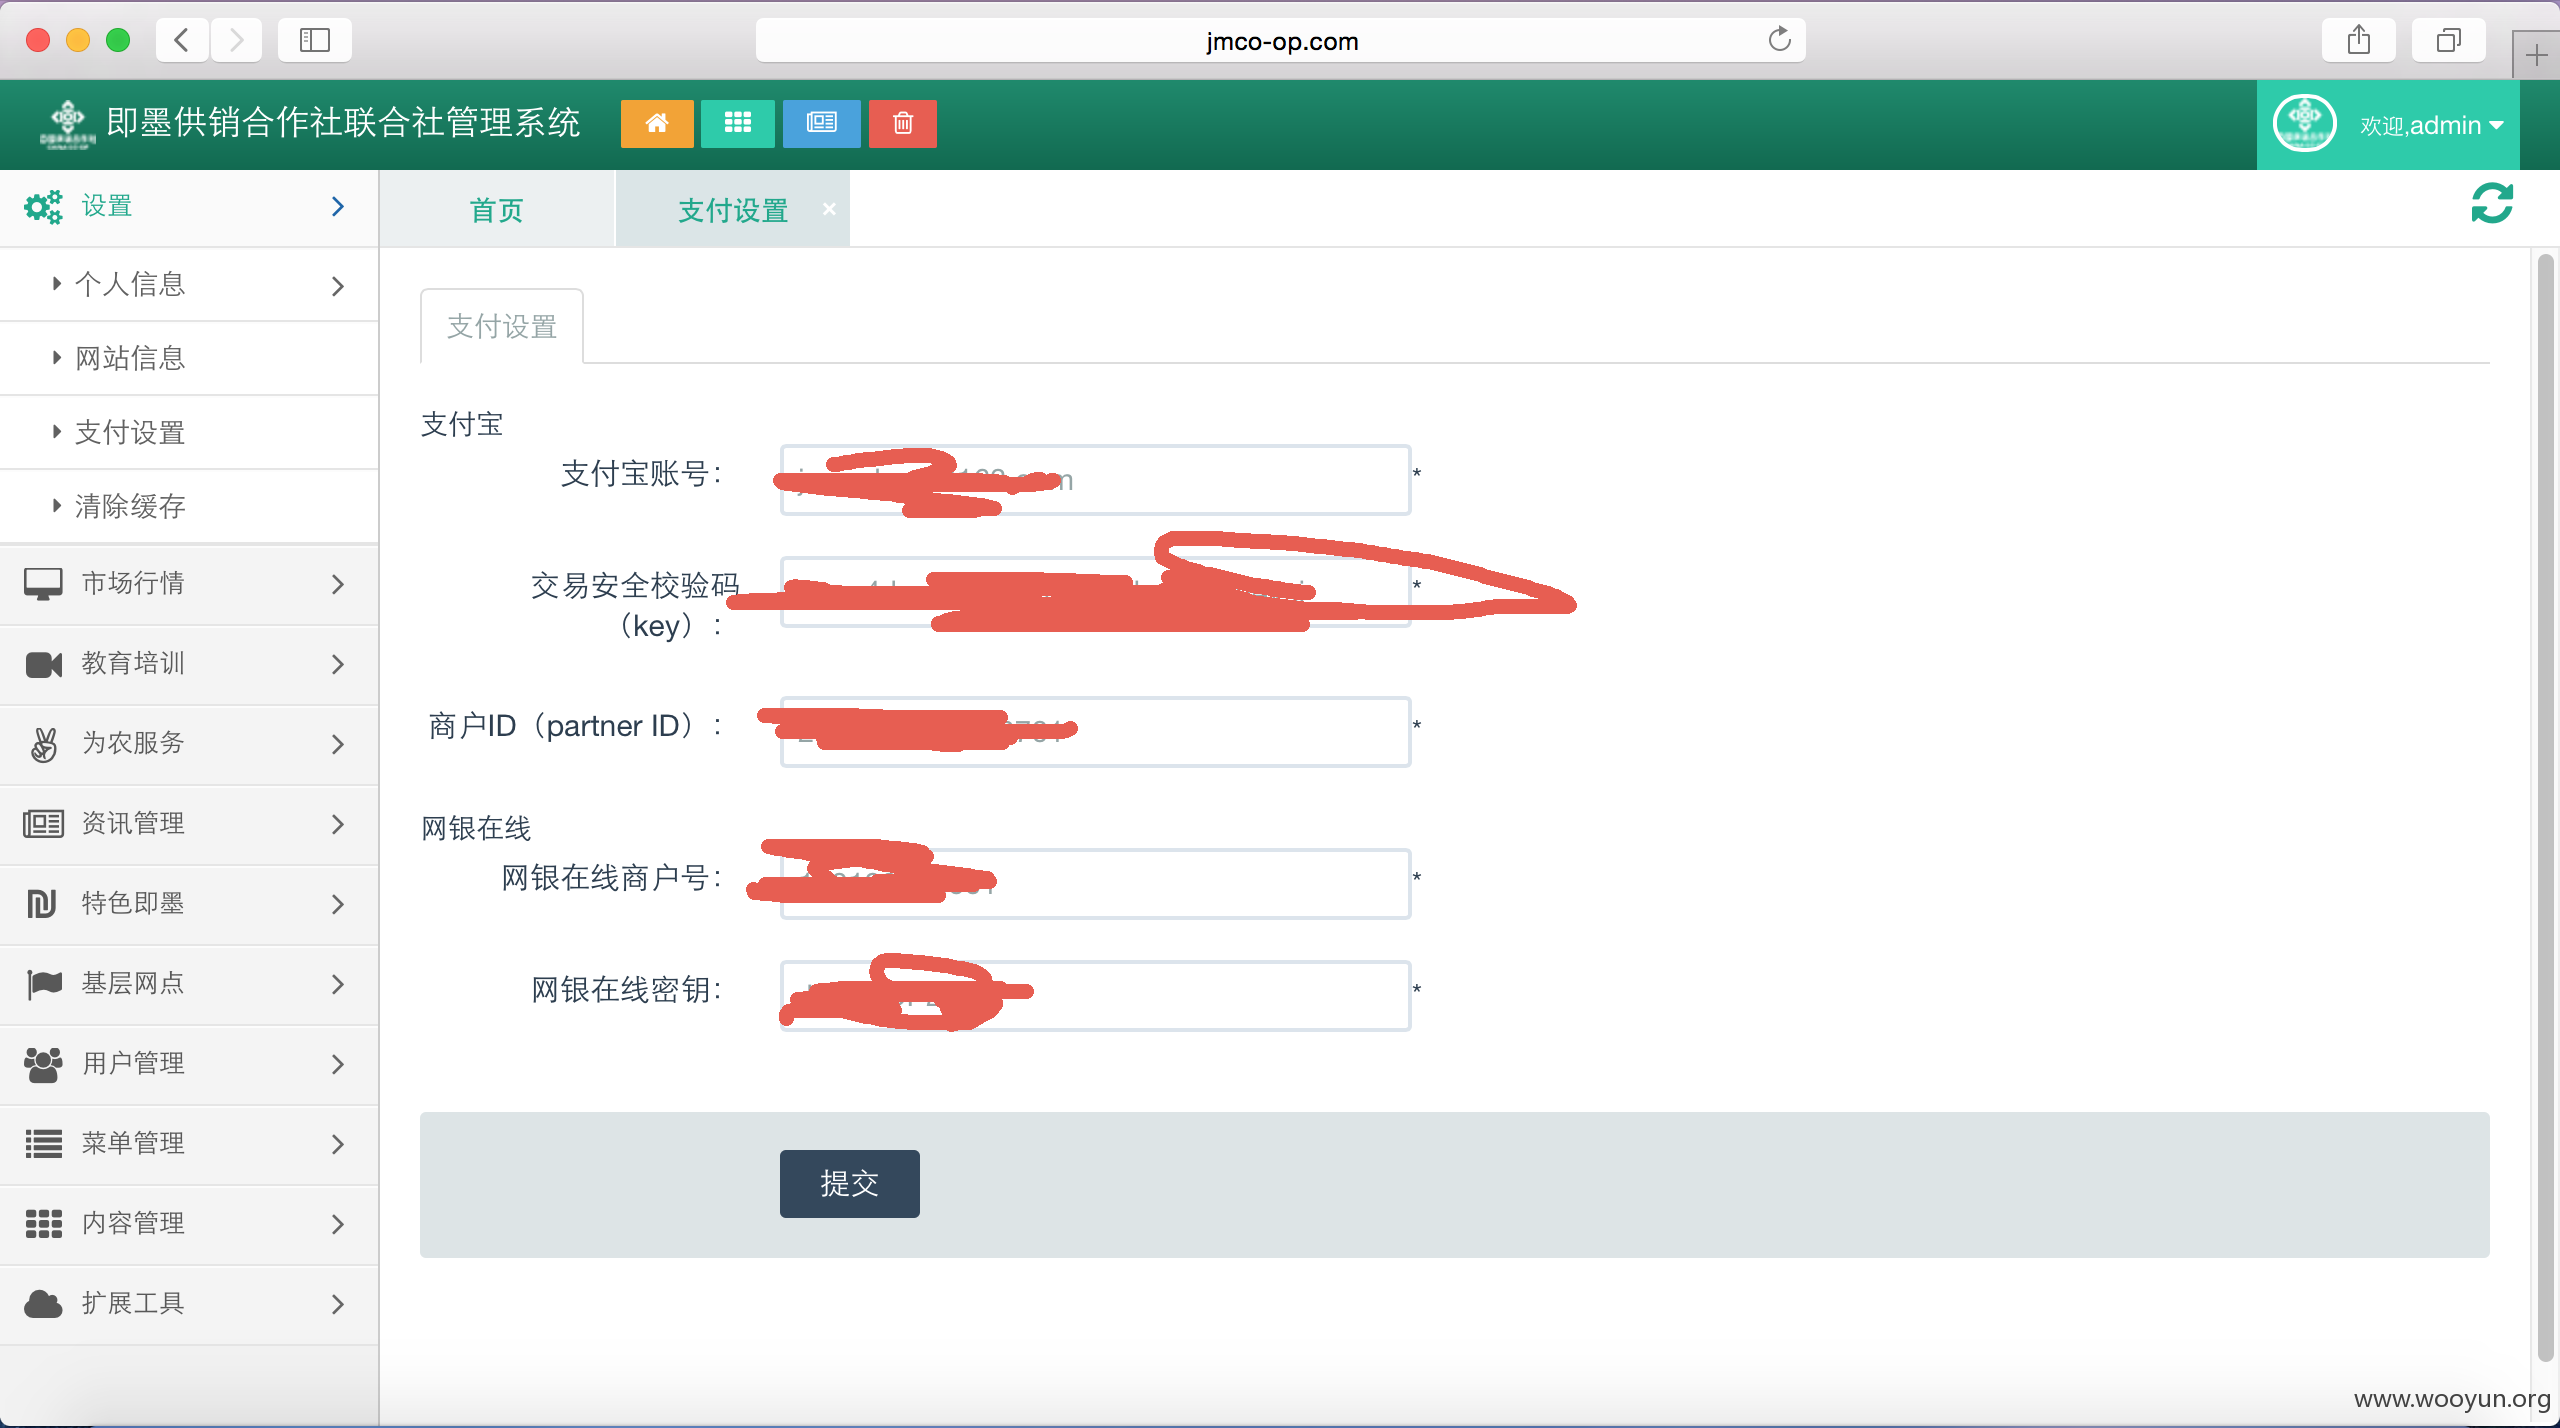 jmco-op.com
即墨供销合作社联合社管理系统
欢迎,admin
设置
首页
支付设置
个人信息
网站信息
支付设置
清除缓存
市场行情
教育培训
为农服务
资讯管理
特色即墨
基层网点
用户管理
菜单管理
内容管理
扩展工具
支付设置
支付宝
支付宝账号：
*
交易安全校验码
（key）：
*
商户ID（partner ID）：
*
网银在线
网银在线商户号：
*
网银在线密钥：
*
提交
www.wooyun.org